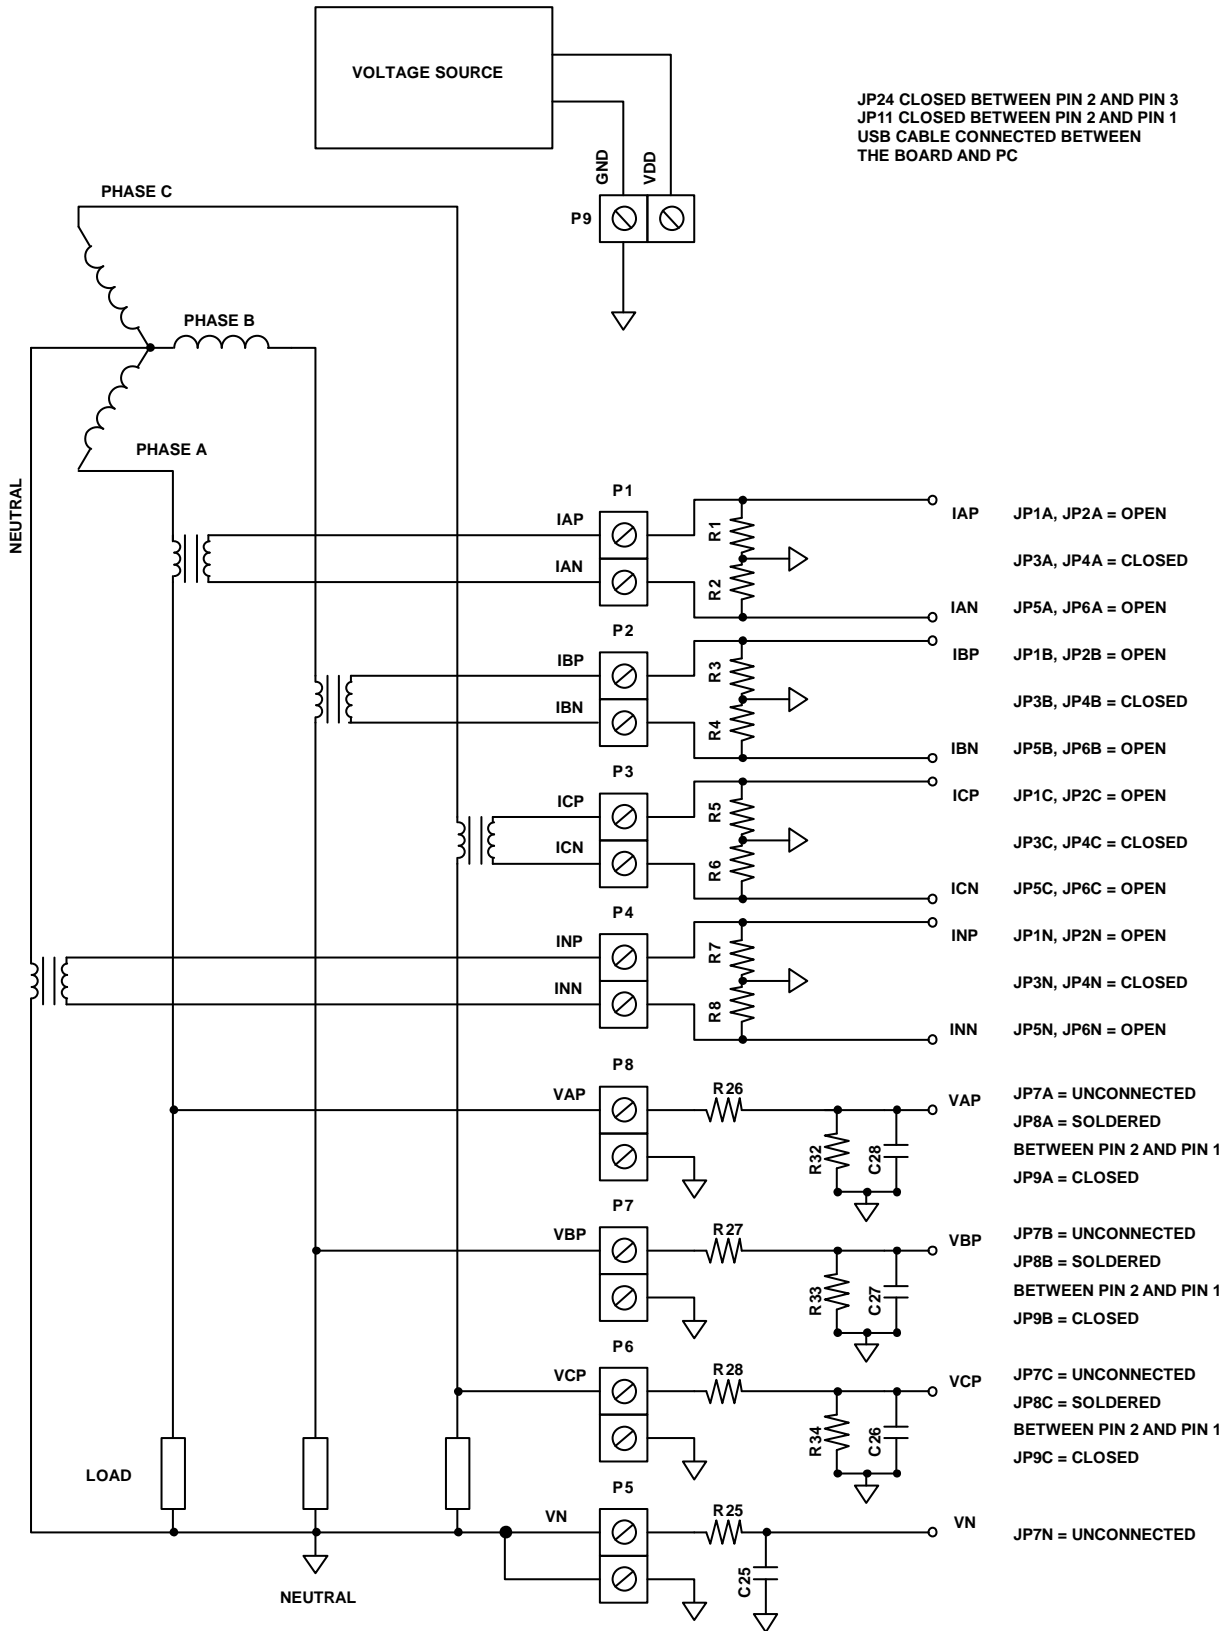 VOLTAGE SOURCE
JP24 CLOSED BETWEEN PIN 2 AND PIN 3
JP11 CLOSED BETWEEN PIN 2 AND PIN 1
USB CABLE CONNECTED BETWEEN
THE BOARD AND PC
GND
VDD
P9
PHASE C
PHASE B
PHASE A
NEUTRAL
P1
IAP
IAN
R1
R2
IAP
JP1A, JP2A = OPEN
JP3A, JP4A = CLOSED
IAN
JP5A, JP6A = OPEN
P2
IBP
IBN
R3
R4
IBP
JP1B, JP2B = OPEN
JP3B, JP4B = CLOSED
IBN
JP5B, JP6B = OPEN
P3
ICP
ICN
R5
R6
ICP
JP1C, JP2C = OPEN
JP3C, JP4C = CLOSED
ICN
JP5C, JP6C = OPEN
P4
INP
INN
R7
R8
INP
JP1N, JP2N = OPEN
JP3N, JP4N = CLOSED
INN
JP5N, JP6N = OPEN
P8
VAP
R26
R32
C28
VAP
JP7A = UNCONNECTED
JP8A = SOLDERED
BETWEEN PIN 2 AND PIN 1
JP9A = CLOSED
P7
VBP
R27
R33
C27
VBP
JP7B = UNCONNECTED
JP8B = SOLDERED
BETWEEN PIN 2 AND PIN 1
JP9B = CLOSED
P6
VCP
R28
R34
C26
VCP
JP7C = UNCONNECTED
JP8C = SOLDERED
BETWEEN PIN 2 AND PIN 1
JP9C = CLOSED
LOAD
P5
VN
R25
C25
VN
JP7N = UNCONNECTED
NEUTRAL